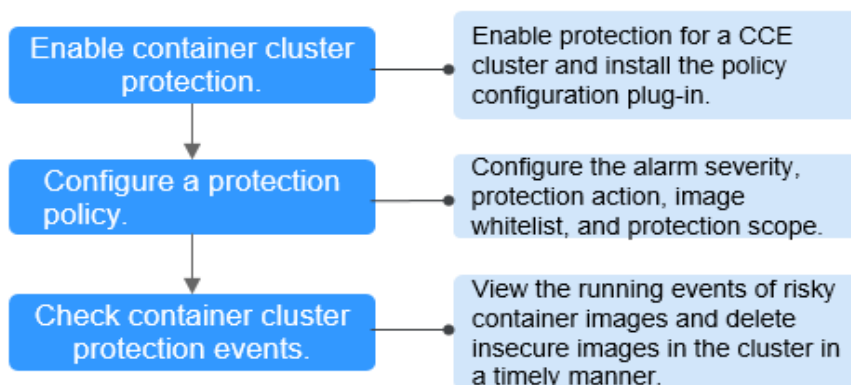 Enable container cluster
protection.
Enable protection for a CCE
cluster and install the policy
configuration plug-in.
Configure a protection
policy.
Configure the alarm severity,
protection action, image
whitelist, and protection scope.
Check container cluster
protection events.
View the running events of risky
container images and delete
insecure images in the cluster in
a timely manner.